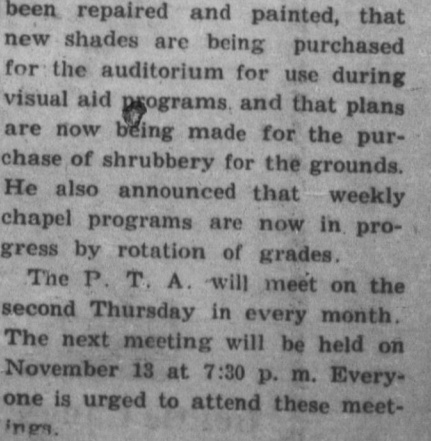 been repaired and painted, that
new shades are being purchased
for the auditorium for use during
visual aid programs and that plans
are now being made for the pur-
chase of shrubbery for the grounds.
He also announced that weekly
chapel programs are now in pro-
gress by rotation of grades.
The P. T. A. will meet on the
second Thursday in every month.
The next meeting will be held on
November 13 at 7:30 p. m. Every-
one is urged to attend these meet-
ings.